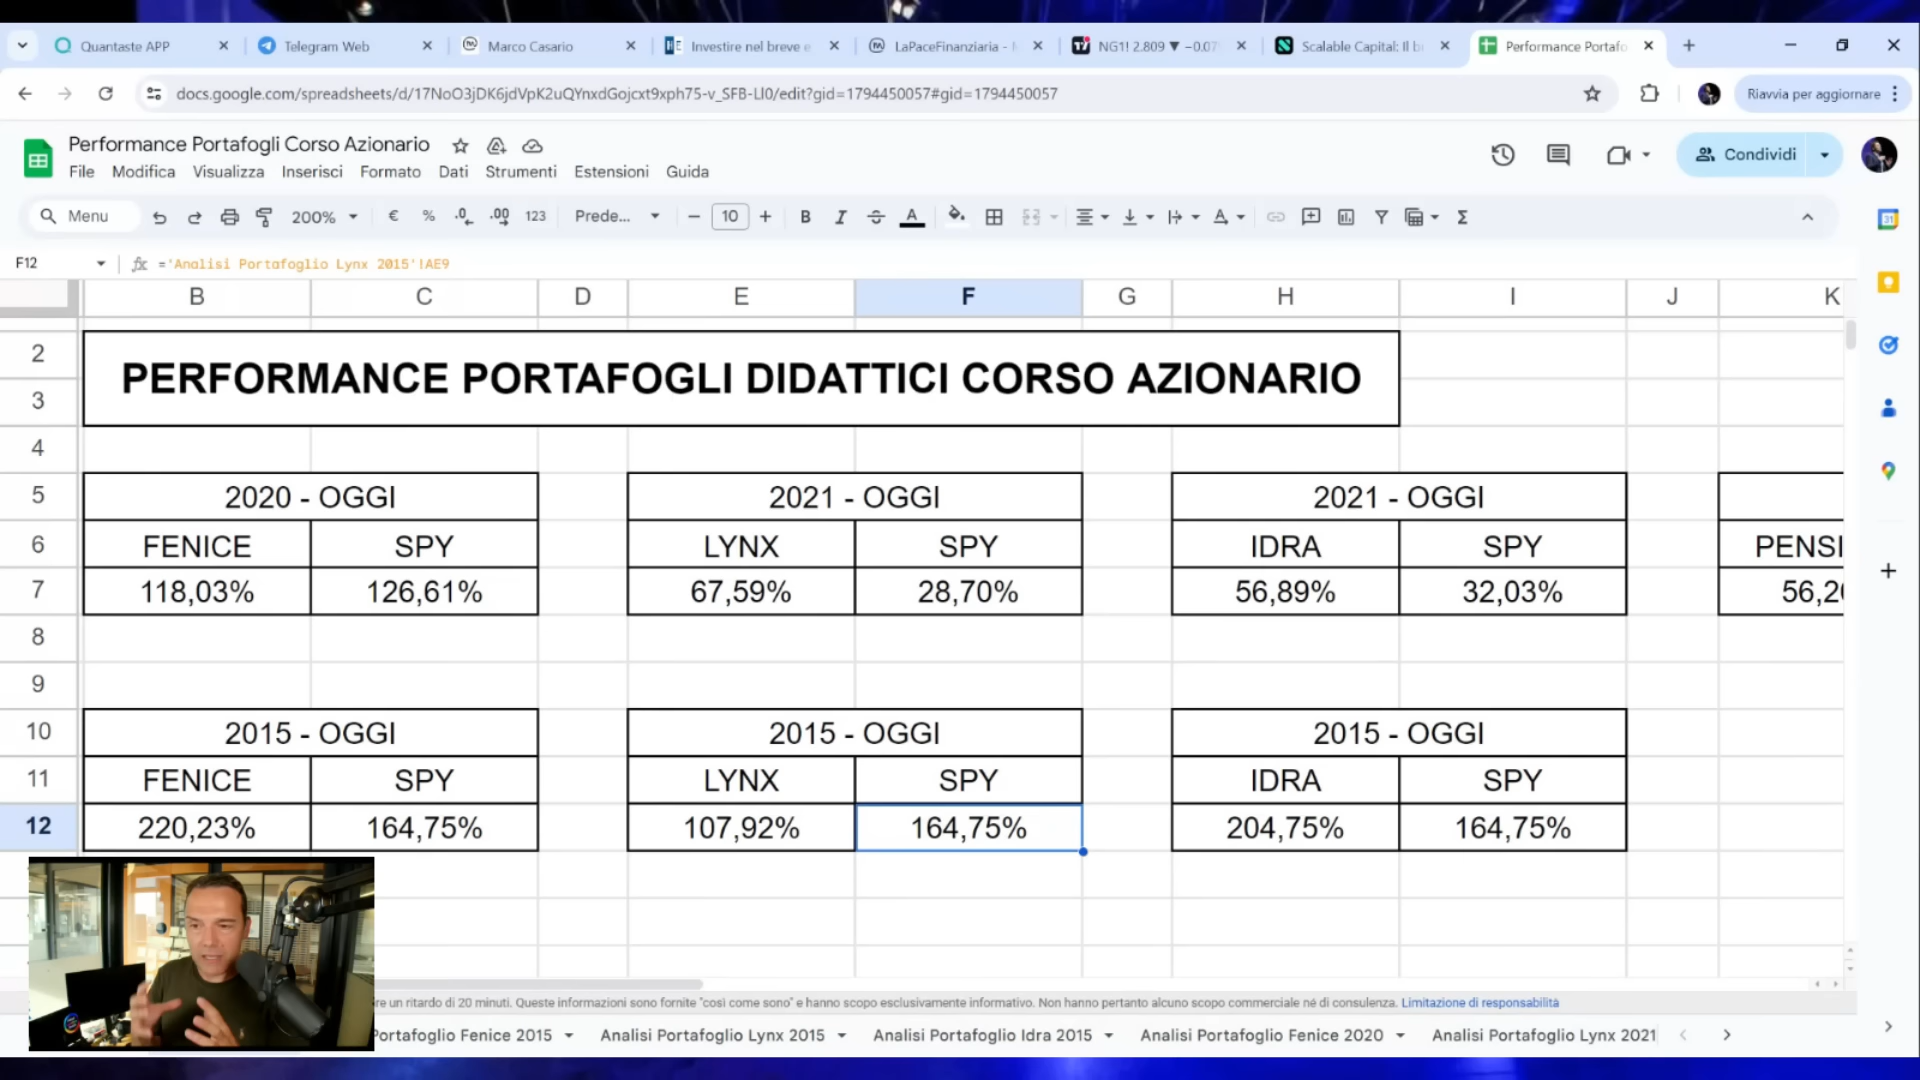 Quantaste APP
Telegram Web
Marco Casario
Investire nel breve e
LaPaceFinanziaria -
NG1! 2.809 ▼ −0.07
Scalable Capital: Il b
Performance Portafo
docs.google.com/spreadsheets/d/17NoO3jDK6jdVpK2uQYnxdGojcxt9xph75-v_SFB-Ll0/edit?gid=1794450057#gid=1794450057
Riavvia per aggiornare
Performance Portafogli Corso Azionario
File Modifica Visualizza Inserisci Formato Dati Strumenti Estensioni Guida
Condividi
Menu 200% € % .0 .00 123 Prede... − 10 + B I A Σ
F12 fx ='Analisi Portafoglio Lynx 2015'!AE9
B C D E F G H I J K
2
PERFORMANCE PORTAFOGLI DIDATTICI CORSO AZIONARIO
3
4
5 2020 - OGGI 2021 - OGGI 2021 - OGGI
6 FENICE SPY LYNX SPY IDRA SPY PENSI
7 118,03% 126,61% 67,59% 28,70% 56,89% 32,03% 56,2
8
9
10 2015 - OGGI 2015 - OGGI 2015 - OGGI
11 FENICE SPY LYNX SPY IDRA SPY
12 220,23% 164,75% 107,92% 164,75% 204,75% 164,75%
re un ritardo di 20 minuti. Queste informazioni sono fornite "così come sono" e hanno scopo esclusivamente informativo. Non hanno pertanto alcuno scopo commerciale né di consulenza. Limitazione di responsabilità
ortafoglio Fenice 2015 Analisi Portafoglio Lynx 2015 Analisi Portafoglio Idra 2015 Analisi Portafoglio Fenice 2020 Analisi Portafoglio Lynx 2021